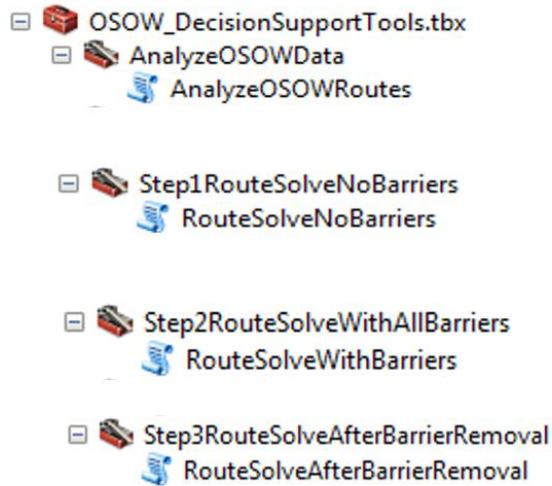 OSOW_DecisionSupportTools.tbx
AnalyzeOSOWData
AnalyzeOSOWRoutes
Step1RouteSolveNoBarriers
RouteSolveNoBarriers
Step2RouteSolveWithAllBarriers
RouteSolveWithBarriers
Step3RouteSolveAfterBarrierRemoval
RouteSolveAfterBarrierRemoval